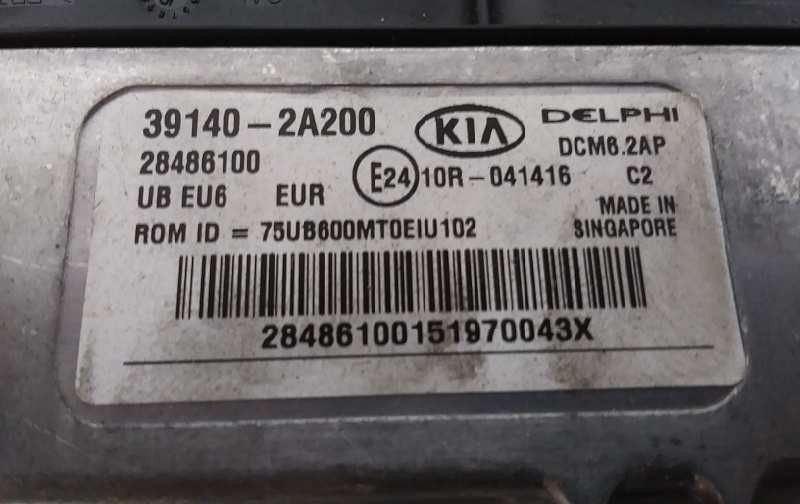 39140-2A200 KIA DELPHI
28486100 E24 10R-041416 DCM6.2AP
UB EU6 EUR C2
ROM ID = 75UB600MT0EIU102 MADE IN
SINGAPORE
28486100151970043X